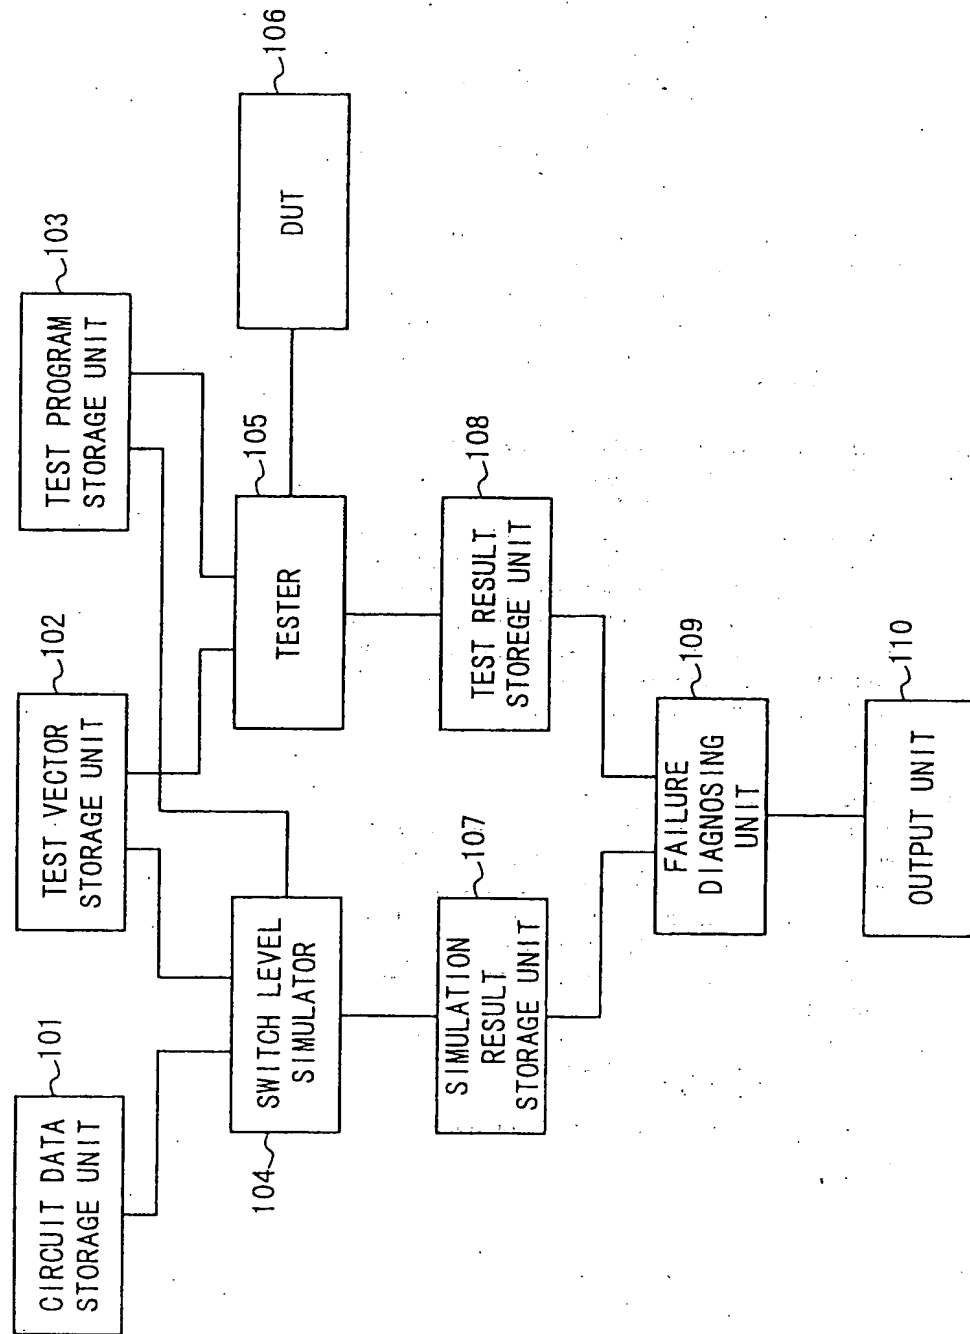 101
CIRCUIT DATA
STORAGE UNIT
102
TEST VECTOR
STORAGE UNIT
103
TEST PROGRAM
STORAGE UNIT
104
SWITCH LEVEL
SIMULATOR
105
TESTER
106
DUT
107
SIMULATION
RESULT
STORAGE UNIT
108
TEST RESULT
STOREGE UNIT
109
FAILURE
DIAGNOSING
UNIT
110
OUTPUT UNIT